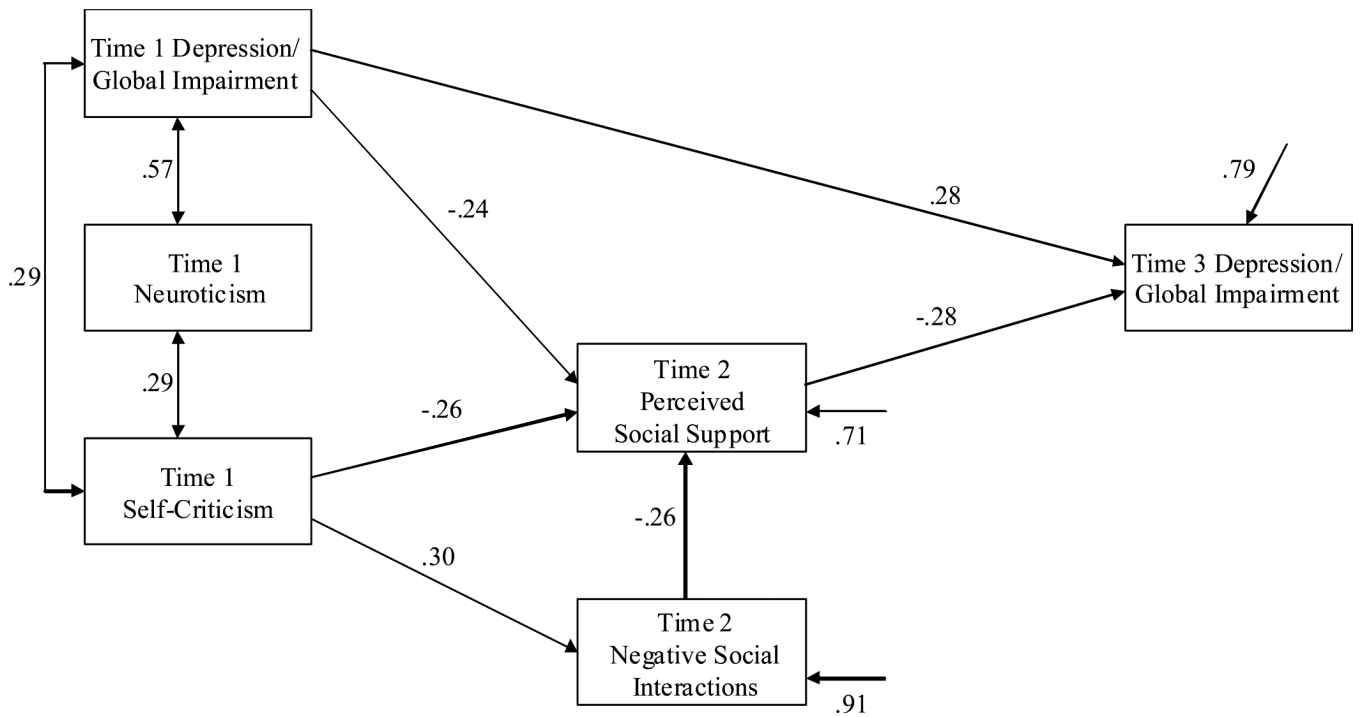 Time 1 Depression/
Global Impairment
.57
.29
Time 1
Neuroticism
.29
Time 1
Self-Criticism
-.24
.28
-.26
.30
Time 2
Perceived
Social Support
.71
-.26
Time 2
Negative Social
Interactions
.91
-.28
.79
Time 3 Depression/
Global Impairment